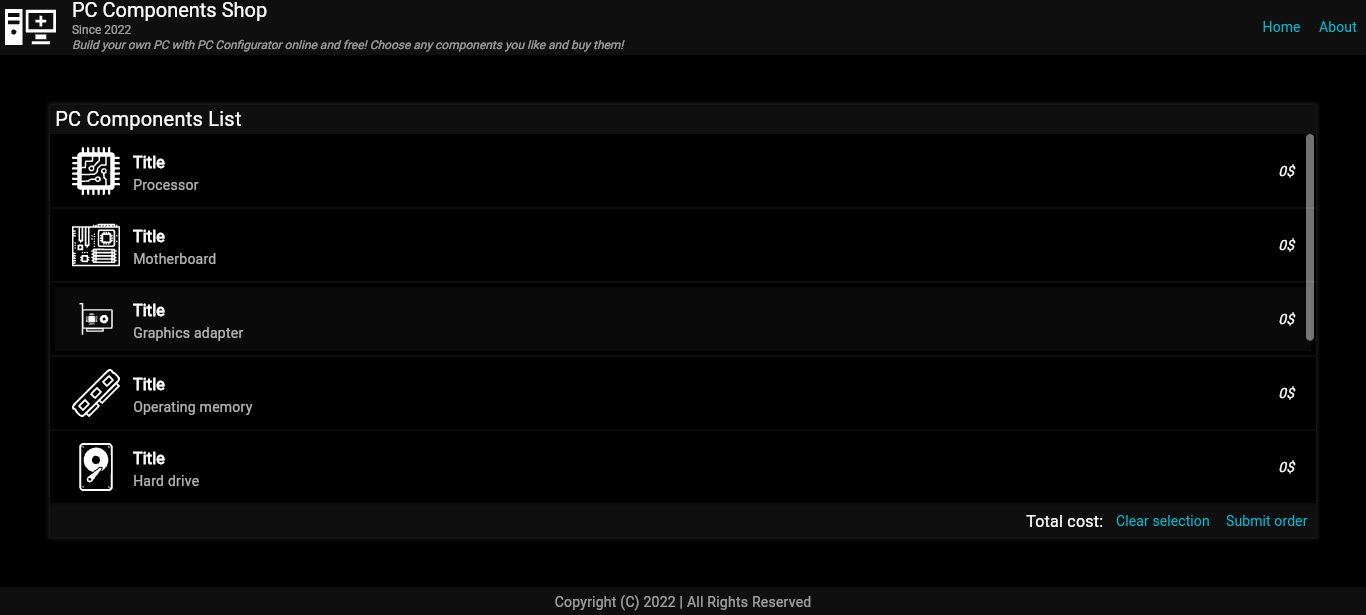 PC Components Shop
Since 2022
Build your own PC with PC Configurator online and free! Choose any components you like and buy them!
Home About
PC Components List
Title
Processor
0$
Title
Motherboard
0$
Title
Graphics adapter
0$
Title
Operating memory
0$
Title
Hard drive
0$
Total cost: Clear selection Submit order
Copyright (C) 2022 | All Rights Reserved